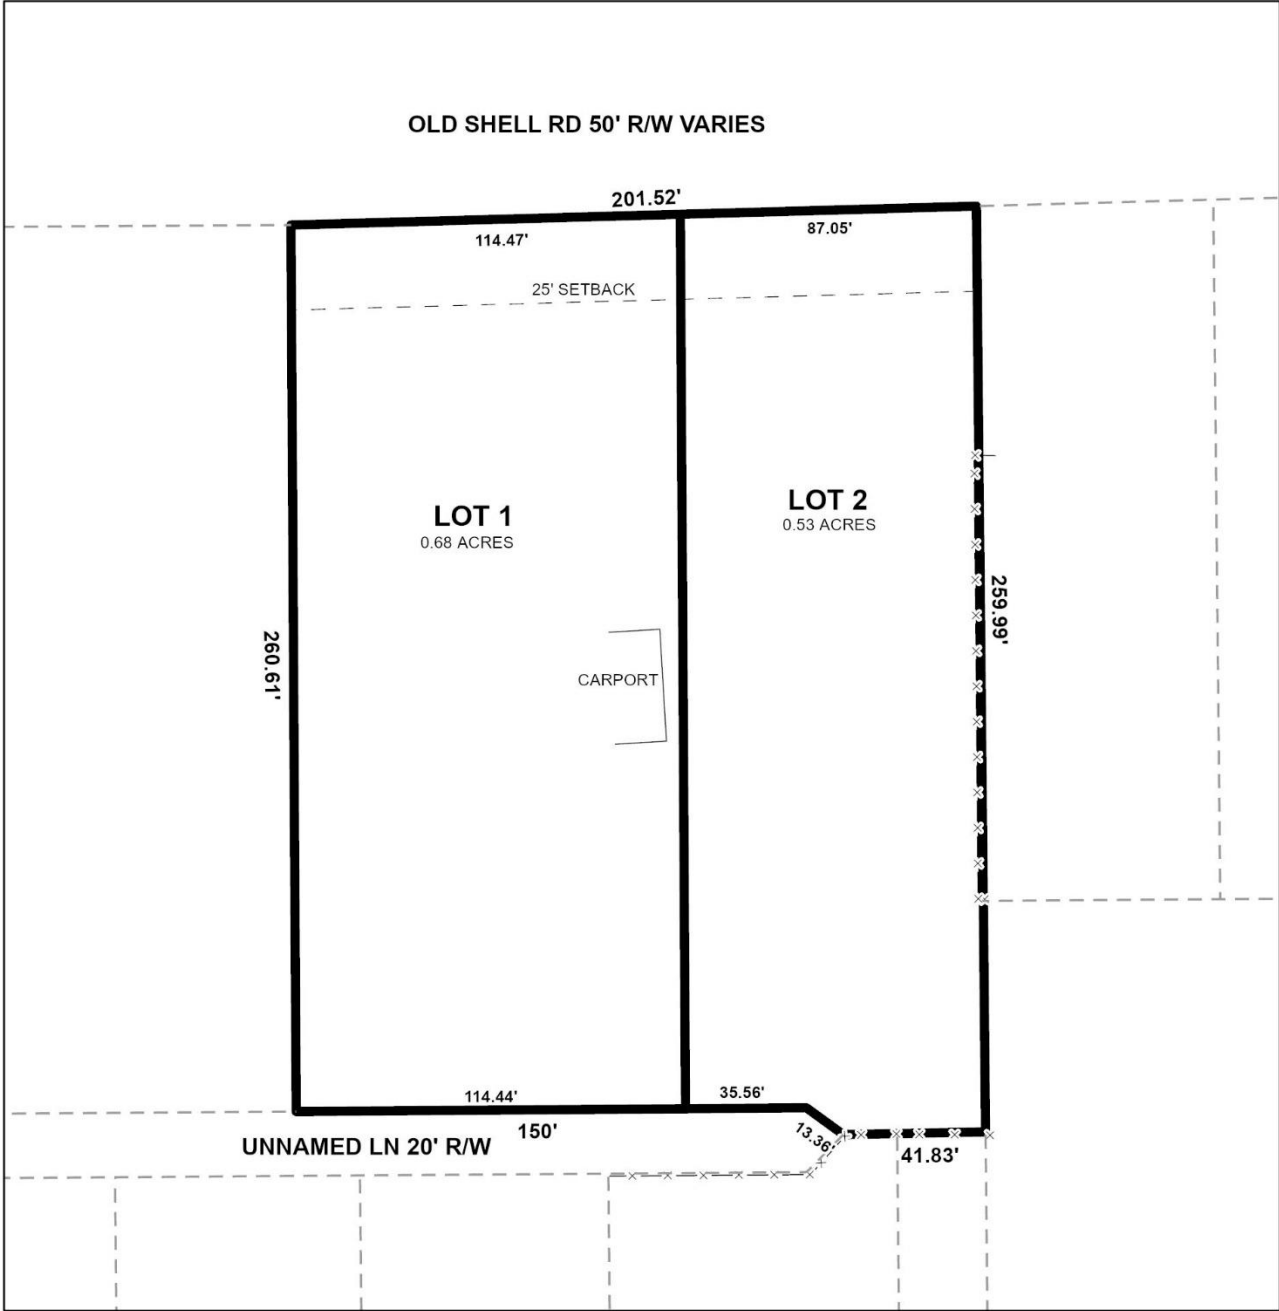 OLD SHELL RD 50' R/W VARIES
201.52'
114.47'
87.05'
25' SETBACK
LOT 1
0.68 ACRES
LOT 2
0.53 ACRES
260.61'
259.99'
CARPORT
114.44'
35.56'
150'
13.36'
41.83'
UNNAMED LN 20' R/W